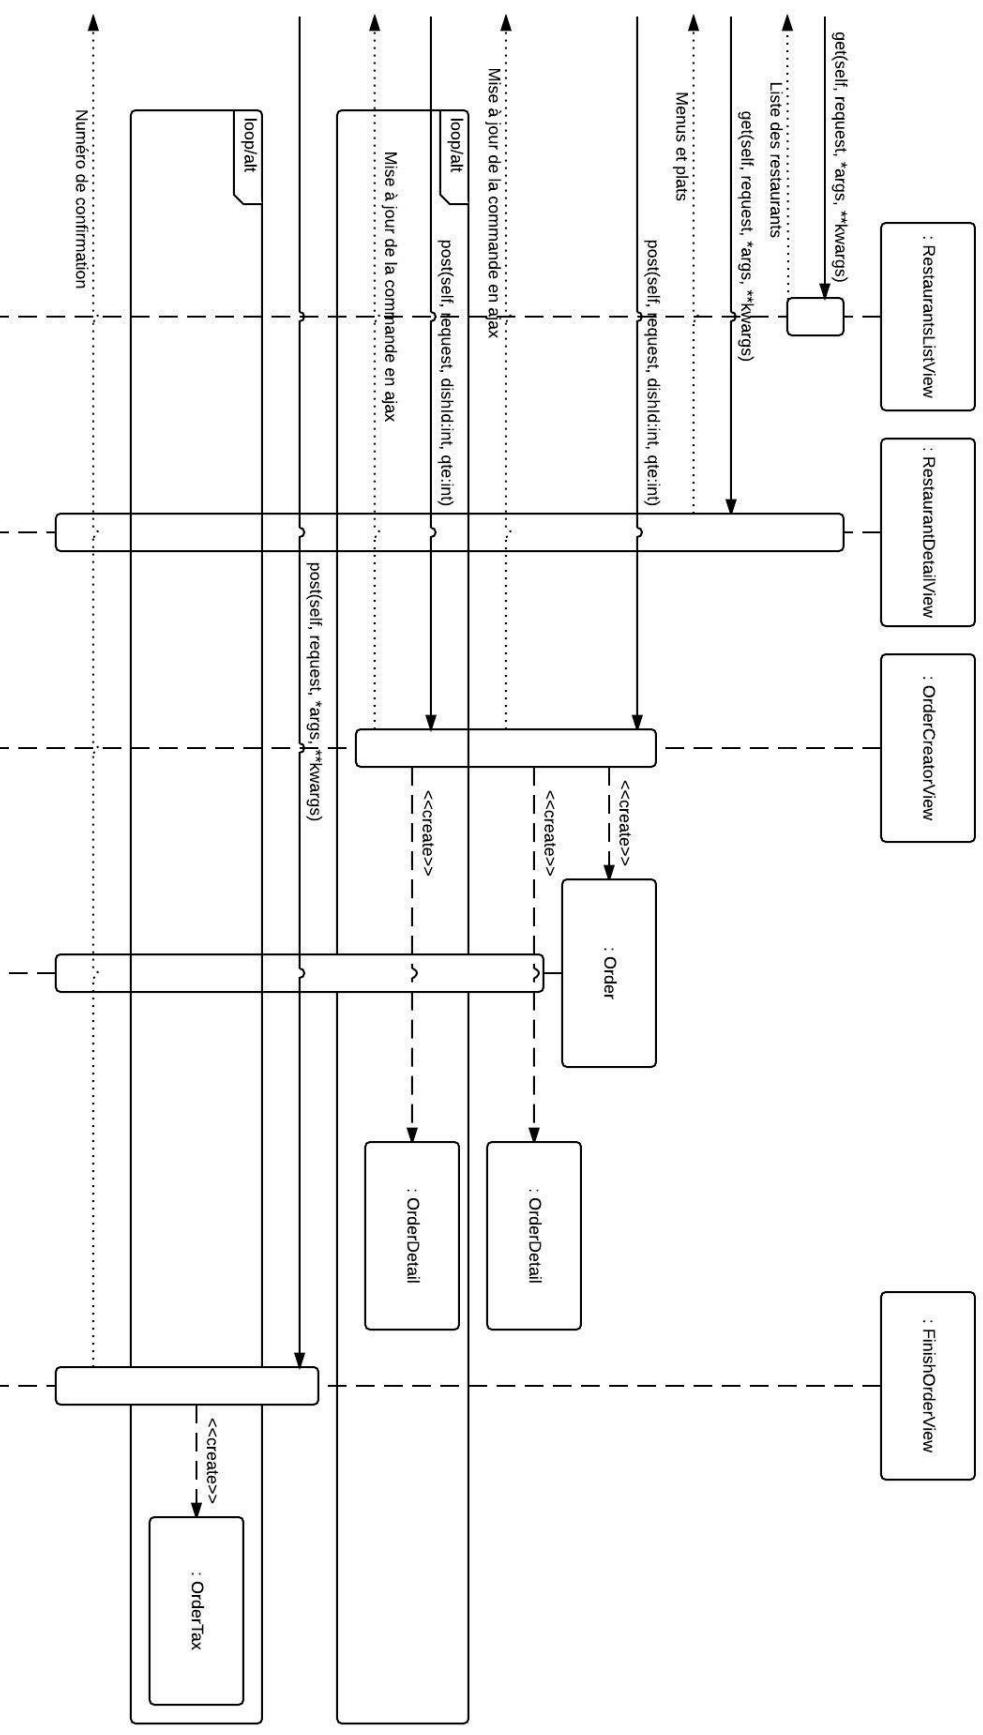 : RestaurantsListView
: RestaurantDetailView
: OrderCreatorView
: FinishOrderView
get(self, request, *args, **kwargs)
Liste des restaurants
get(self, request, *args, **kwargs)
Menus et plats
post(self, request, dishId:int, qte:int)
<<create>>
: Order
<<create>>
: OrderDetail
Mise à jour de la commande en ajax
loop/alt
post(self, request, dishId:int, qte:int)
<<create>>
: OrderDetail
Mise à jour de la commande en ajax
post(self, request, *args, **kwargs)
loop/alt
<<create>>
: OrderTax
Numéro de confirmation